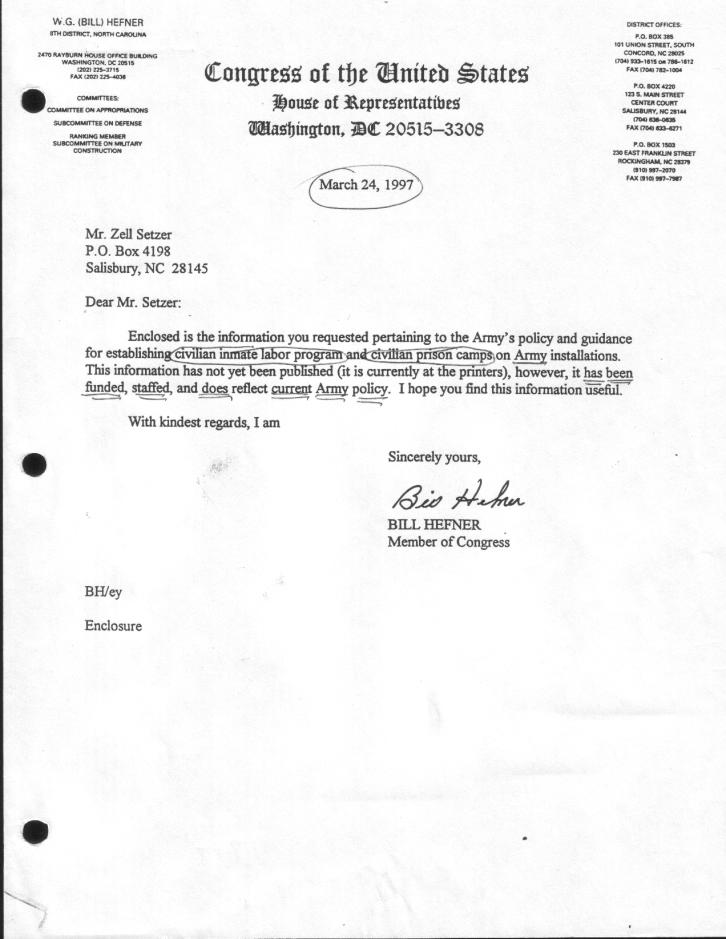 W.G. (BILL) HEFNER
8TH DISTRICT, NORTH CAROLINA
2470 RAYBURN HOUSE OFFICE BUILDING
WASHINGTON, DC 20515
(202) 225-3715
FAX (202) 225-4036
COMMITTEES:
COMMITTEE ON APPROPRIATIONS
SUBCOMMITTEE ON DEFENSE
RANKING MEMBER
SUBCOMMITTEE ON MILITARY
CONSTRUCTION
Congress of the United States
House of Representatives
Washington, DC 20515-3308
DISTRICT OFFICES:
P.O. BOX 385
101 UNION STREET, SOUTH
CONCORD, NC 28025
(704) 933-1615 OR 786-1612
FAX (704) 782-1004
P.O. BOX 4220
123 S. MAIN STREET
CENTER COURT
SALISBURY, NC 28144
(704) 636-0635
FAX (704) 633-6271
P.O. BOX 1503
230 EAST FRANKLIN STREET
ROCKINGHAM, NC 28379
(910) 997-2070
FAX (910) 997-7987
March 24, 1997
Mr. Zell Setzer
P.O. Box 4198
Salisbury, NC 28145
Dear Mr. Setzer:
Enclosed is the information you requested pertaining to the Army's policy and guidance
for establishing civilian inmate labor program and civilian prison camps on Army installations.
This information has not yet been published (it is currently at the printers), however, it has been
funded, staffed, and does reflect current Army policy. I hope you find this information useful.
With kindest regards, I am
Sincerely yours,
Bill Hefner
BILL HEFNER
Member of Congress
BH/ey
Enclosure